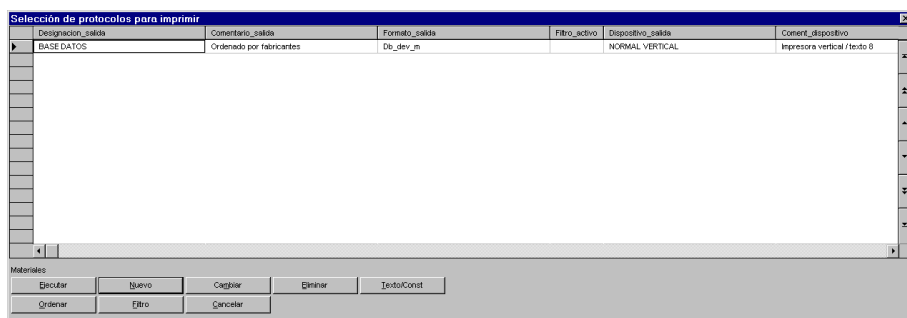 Selección de protocolos para imprimir
Designacion_salida Comentario_salida Formato_salida Filtro_activo Dispositivo_salida Coment_dispositivo
BASE DATOS Ordenado por fabricantes Db_dev_m NORMAL VERTICAL Impresora vertical / texto 8
Materiales
Ejecutar Nuevo Cambiar Eliminar Texto/Const
Ordenar Filtro Cancelar